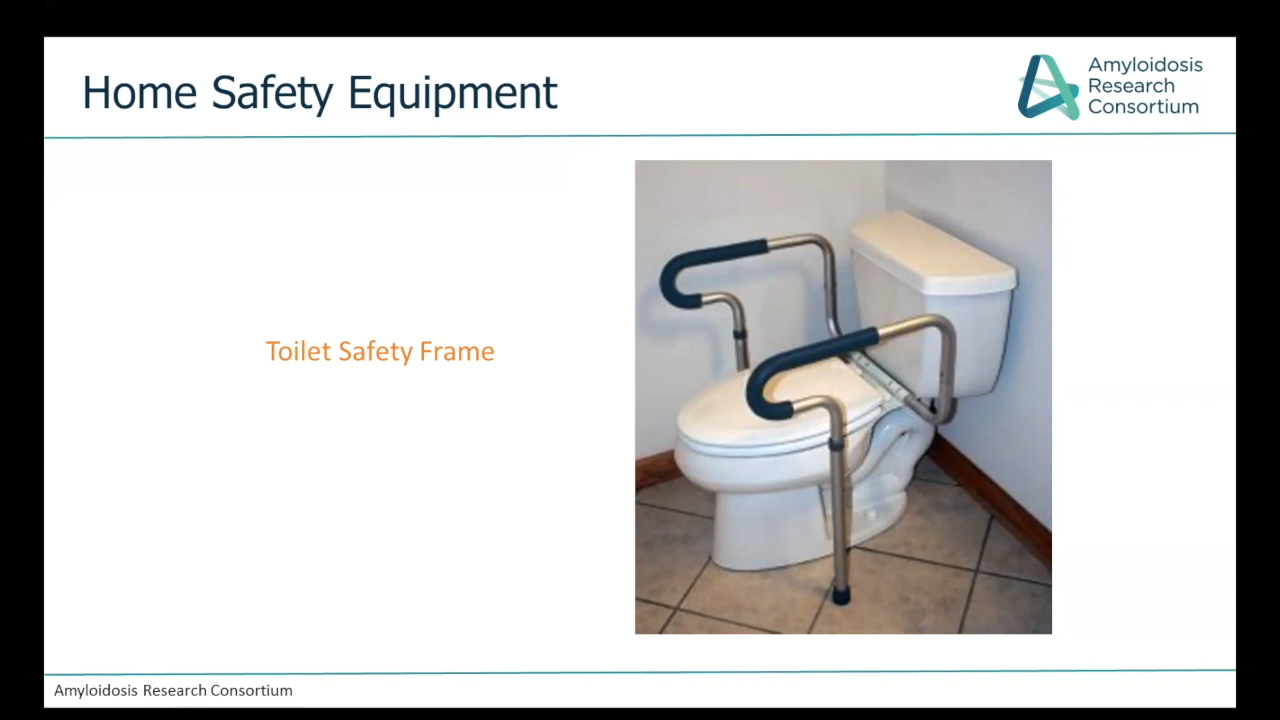 Home Safety Equipment
Amyloidosis
Research
Consortium
Toilet Safety Frame
Amyloidosis Research Consortium